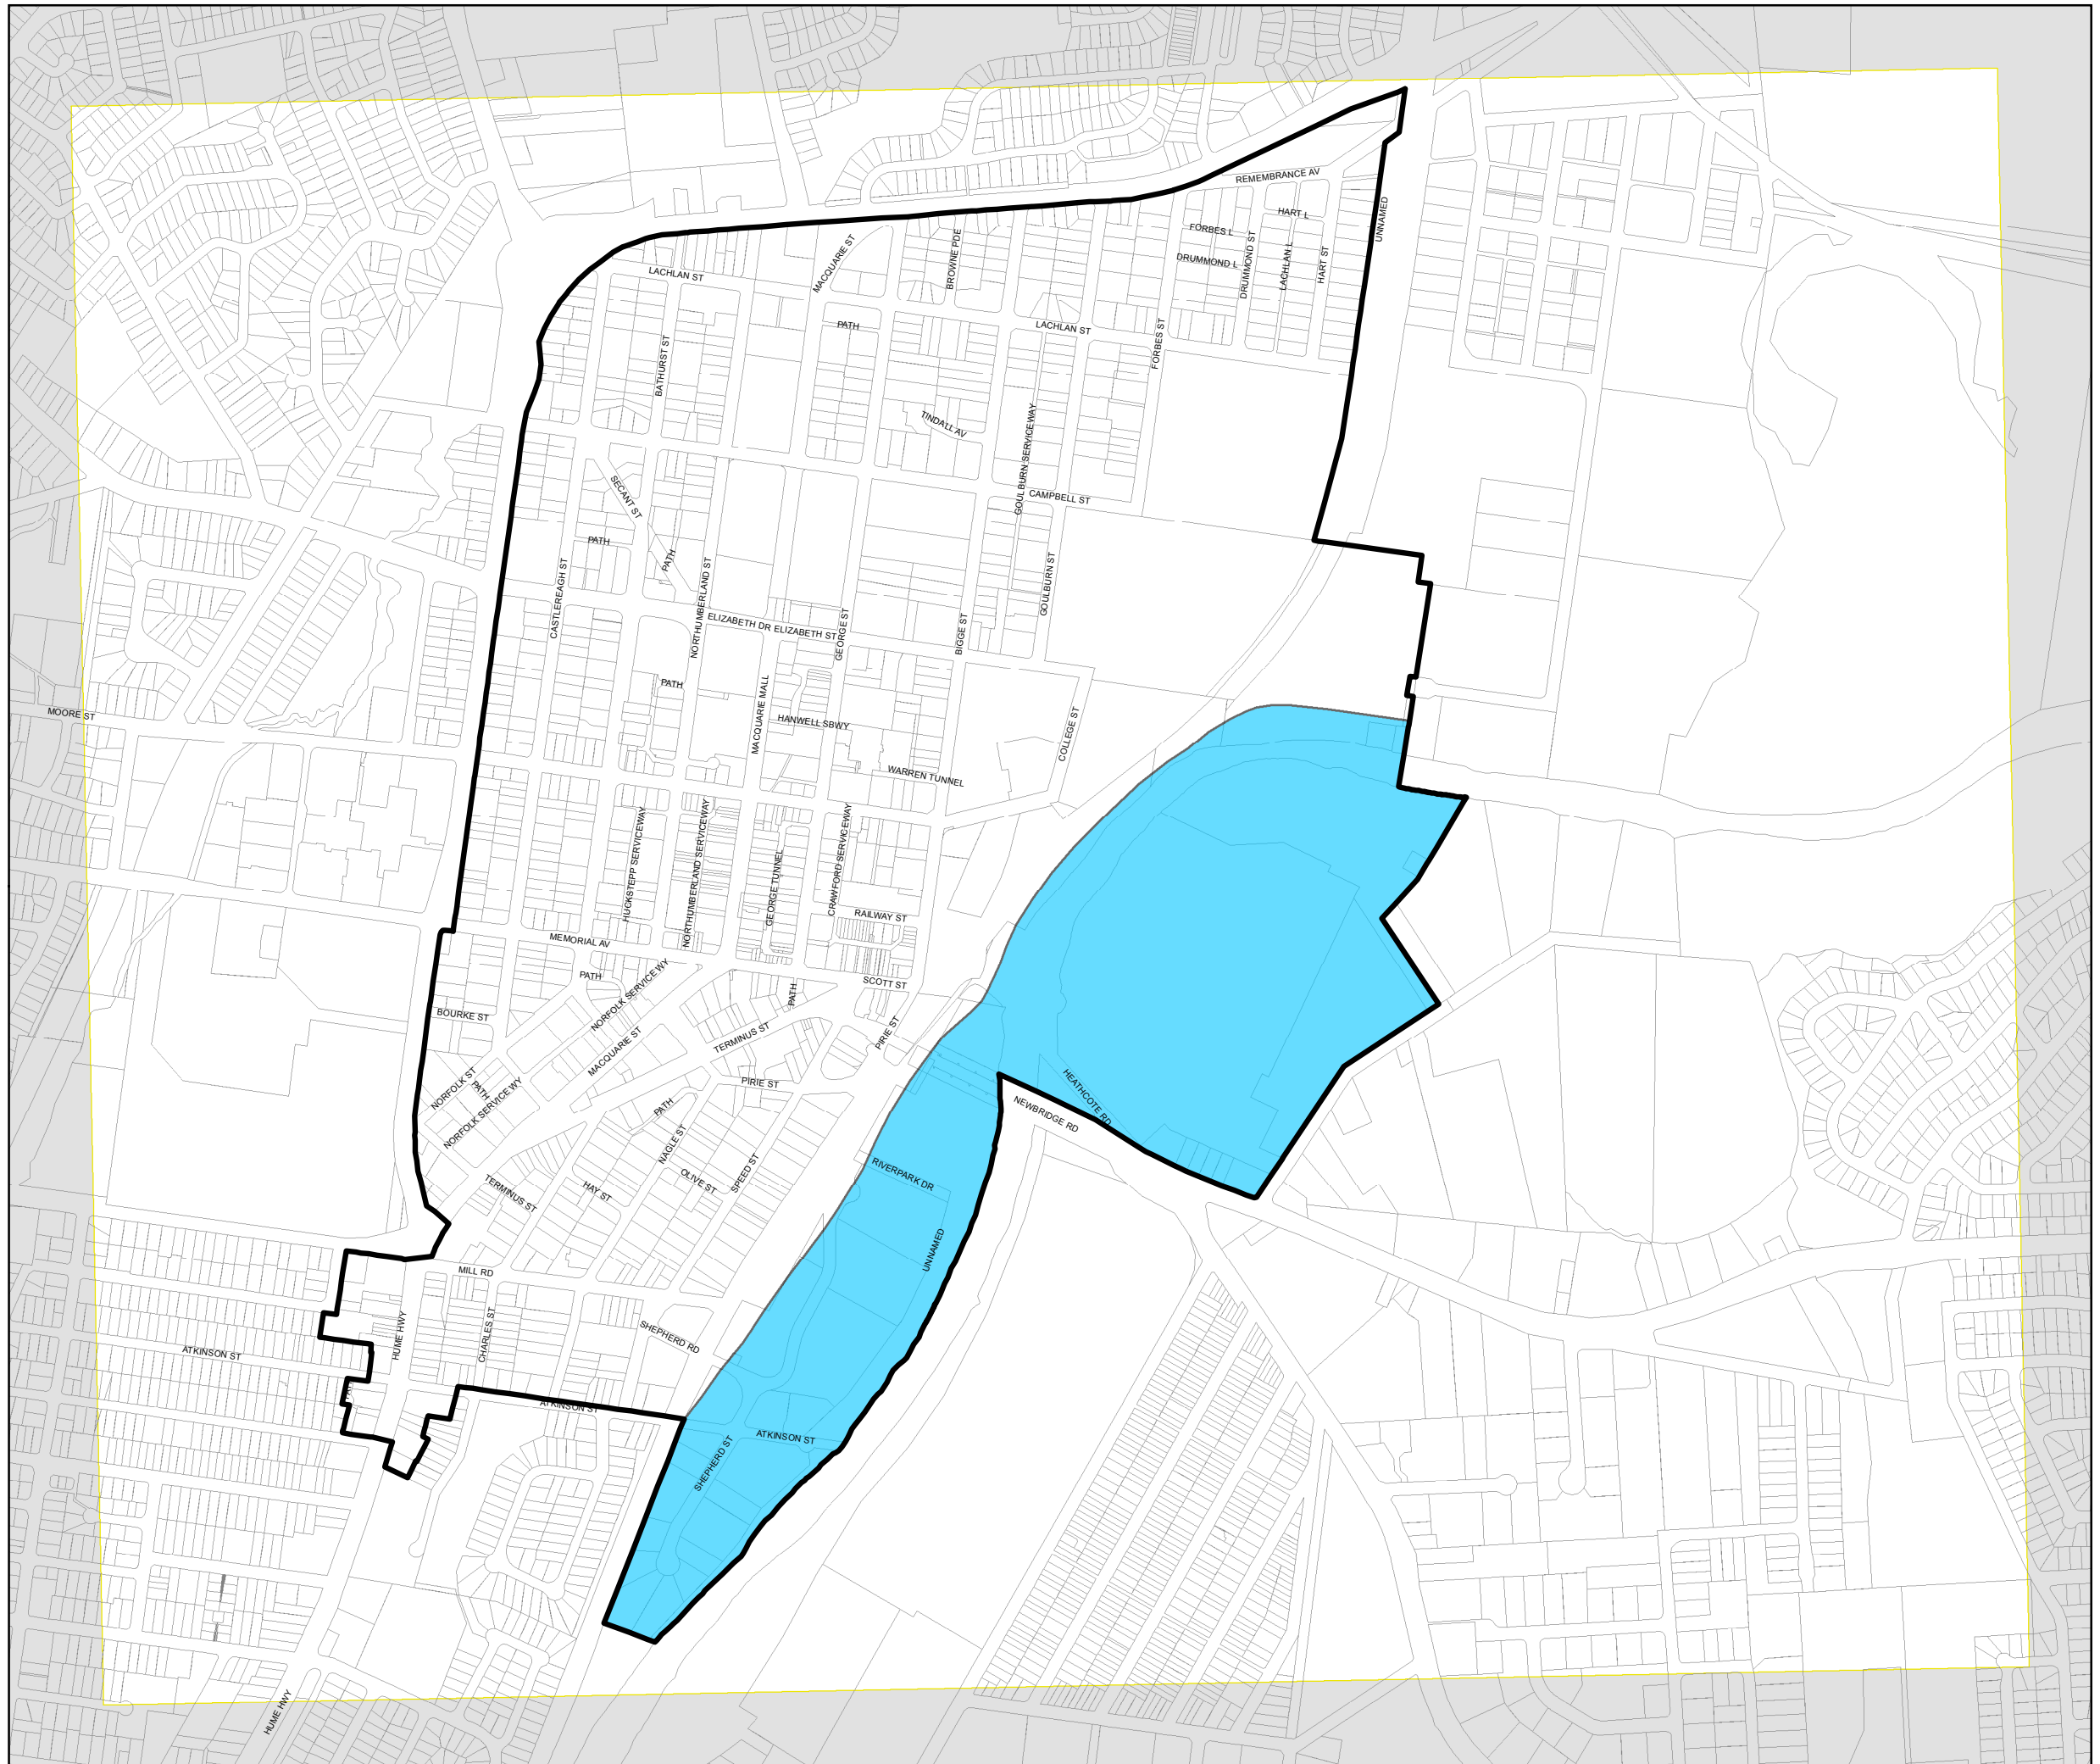 REMEMBRANCE AV
UNNAMED
HART L
FORBES L
DRUMMOND ST
LACHLAN L
HART ST
DRUMMOND L
MACQUARIE ST
BROWNE PDE
LACHLAN ST
PATH
LACHLAN ST
FORBES ST
BATHURST ST
TINDALL AV
GOULBURN SERVICEWAY
SECANT ST
CAMPBELL ST
PATH
PATH
CASTLEREAGH ST
NORTHUMBERLAND ST
GOULBURN ST
ELIZABETH DR
ELIZABETH ST
GEORGE ST
BIGGE ST
PATH
MOORE ST
MACQUARIE MALL
HANWELL SBWY
COLLEGE ST
WARREN TUNNEL
HUCKSTEPP SERVICEWAY
NORTHUMBERLAND SERVICEWAY
GEORGE TUNNEL
CRAWFORD SERVICEWAY
RAILWAY ST
MEMORIAL AV
PATH
NORFOLK SERVICE WY
SCOTT ST
PATH
BOURKE ST
MACQUARIE ST
TERMINUS ST
PIRIE ST
NORFOLK ST
PATH
NORFOLK SERVICE WY
PIRIE ST
PATH
HEATHCOTE RD
NEWBRIDGE RD
NAGLE ST
OLIVE ST
SPEED ST
RIVERPARK DR
TERMINUS ST
HAY ST
UNNAMED
MILL RD
HUME HWY
CHARLES ST
SHEPHERD RD
ATKINSON ST
ATKINSON ST
ATKINSON ST
SHEPHERD ST
HUME HWY